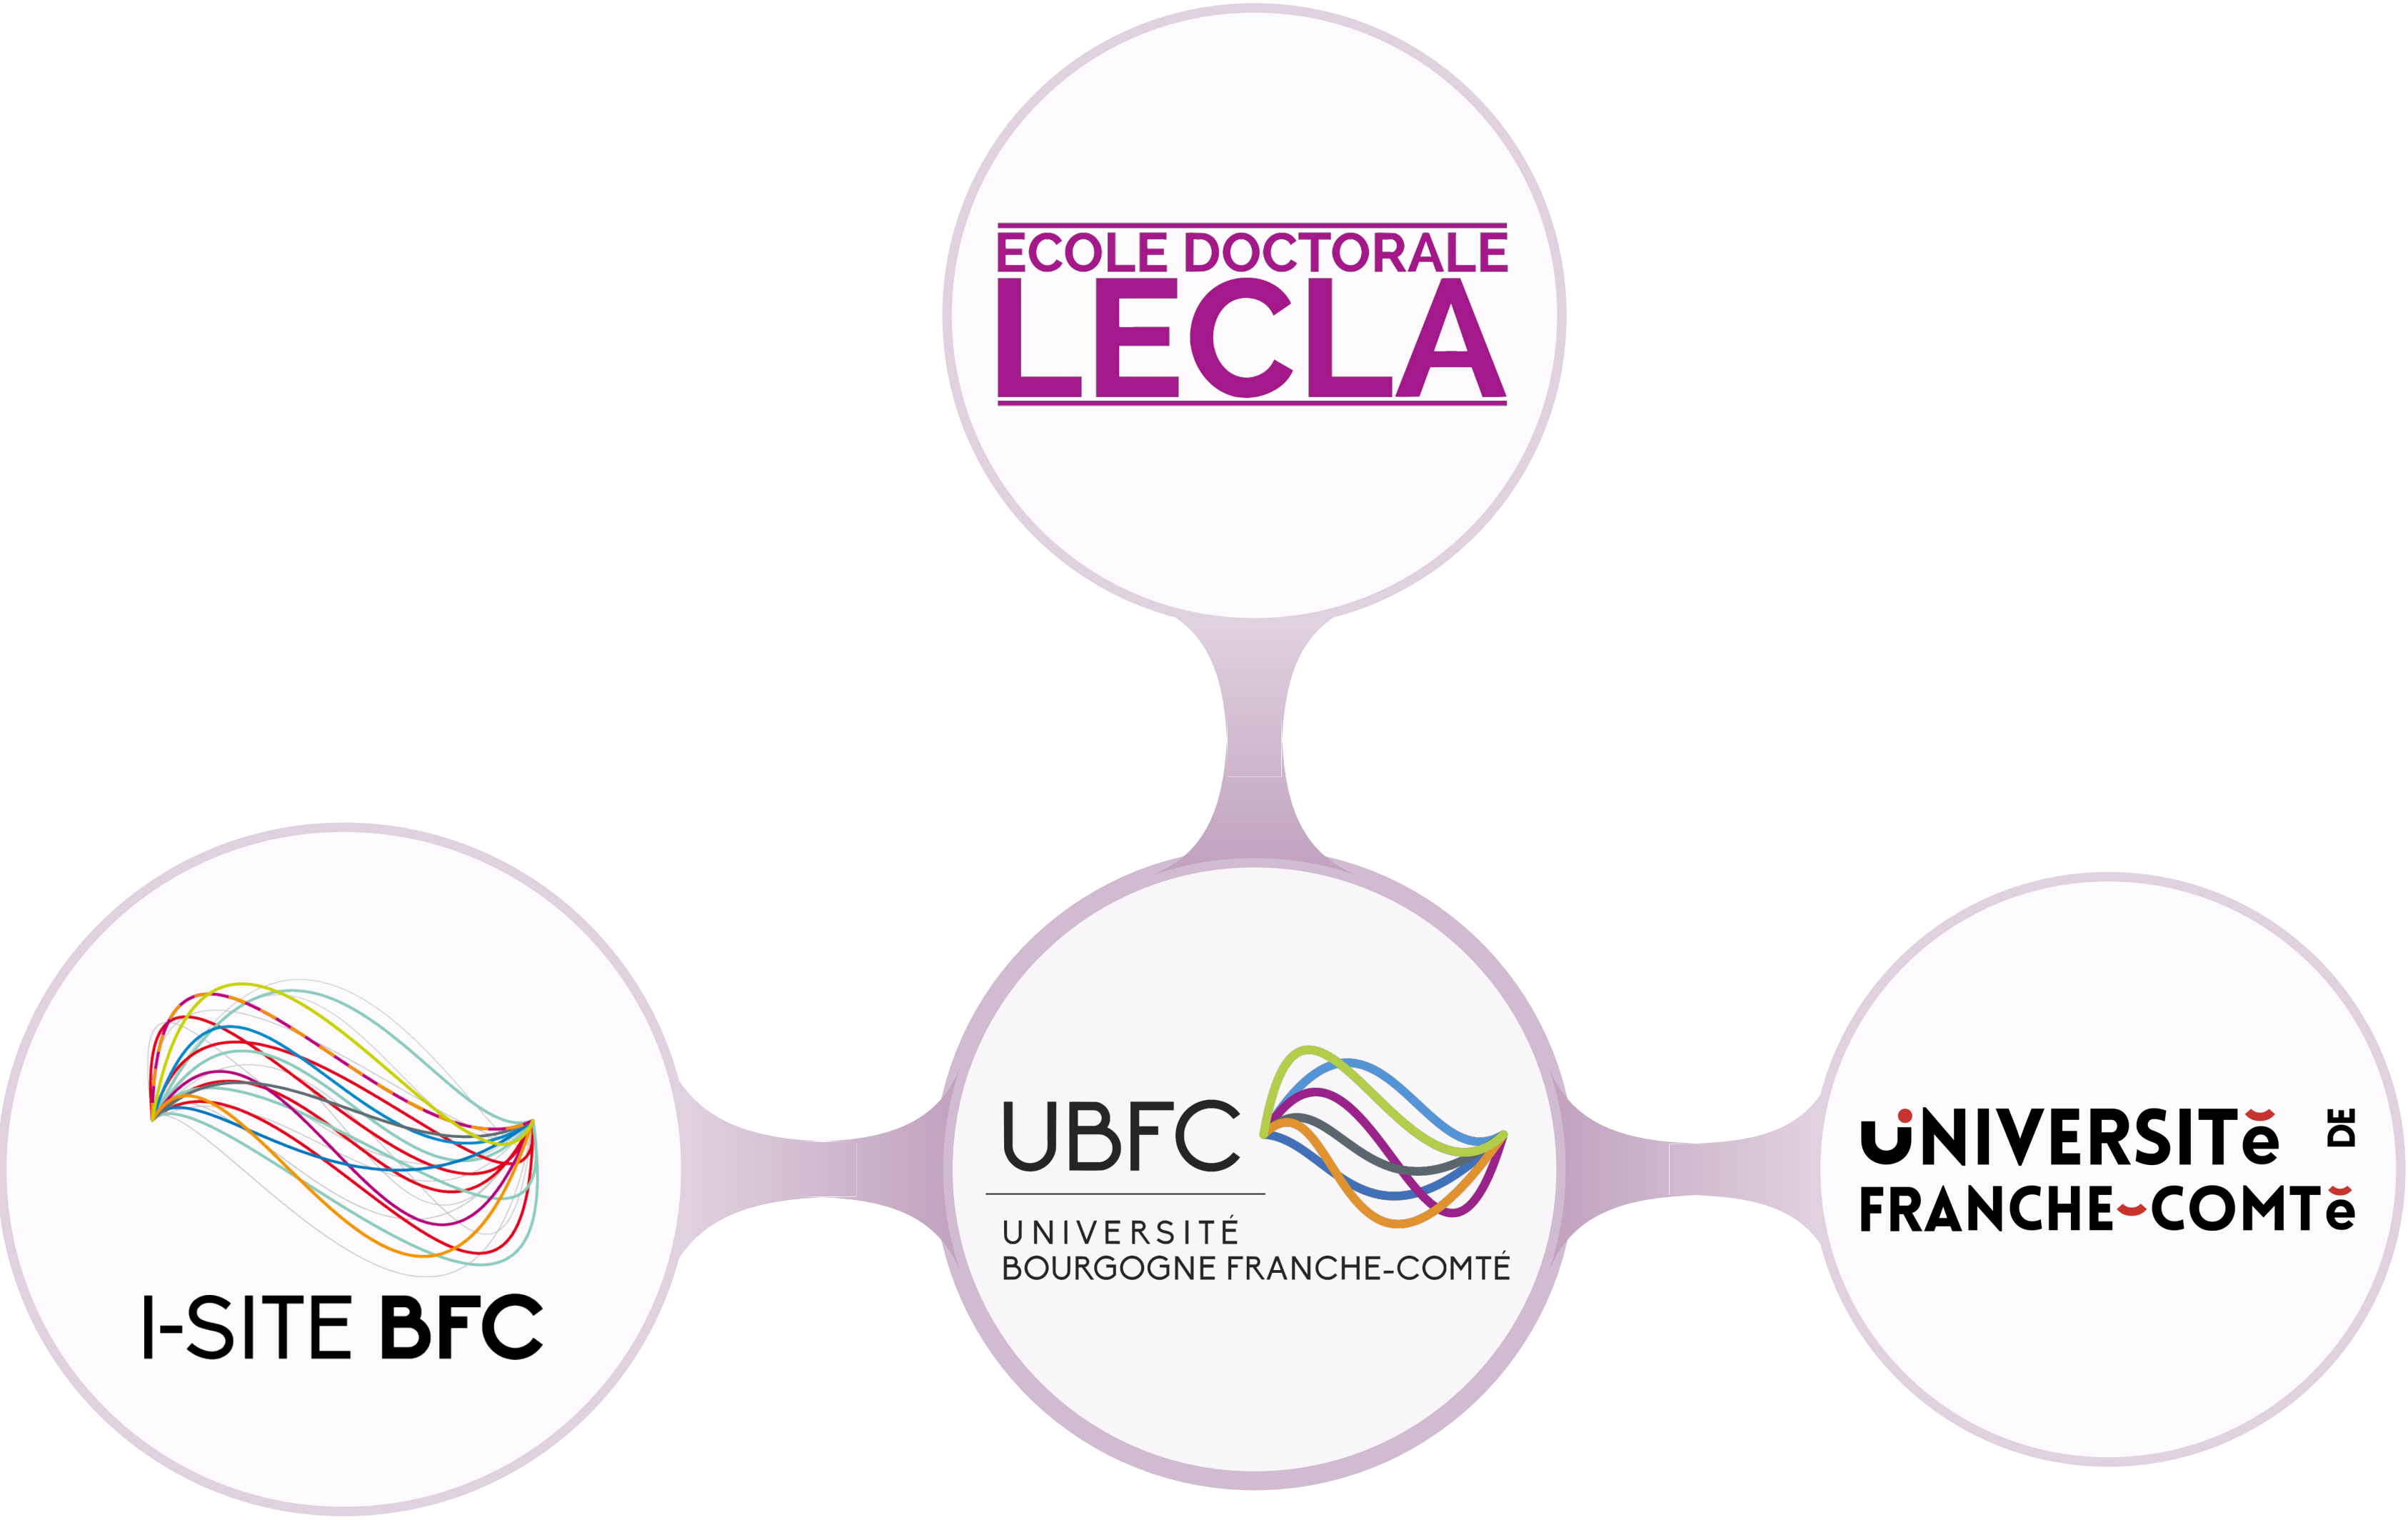 ECOLE DOCTORALE
LECLA
I-SITE BFC
UBFC
UNIVERSITÉ
BOURGOGNE FRANCHE-COMTÉ
UNIVERSITé DE
FRANCHE-COMTé